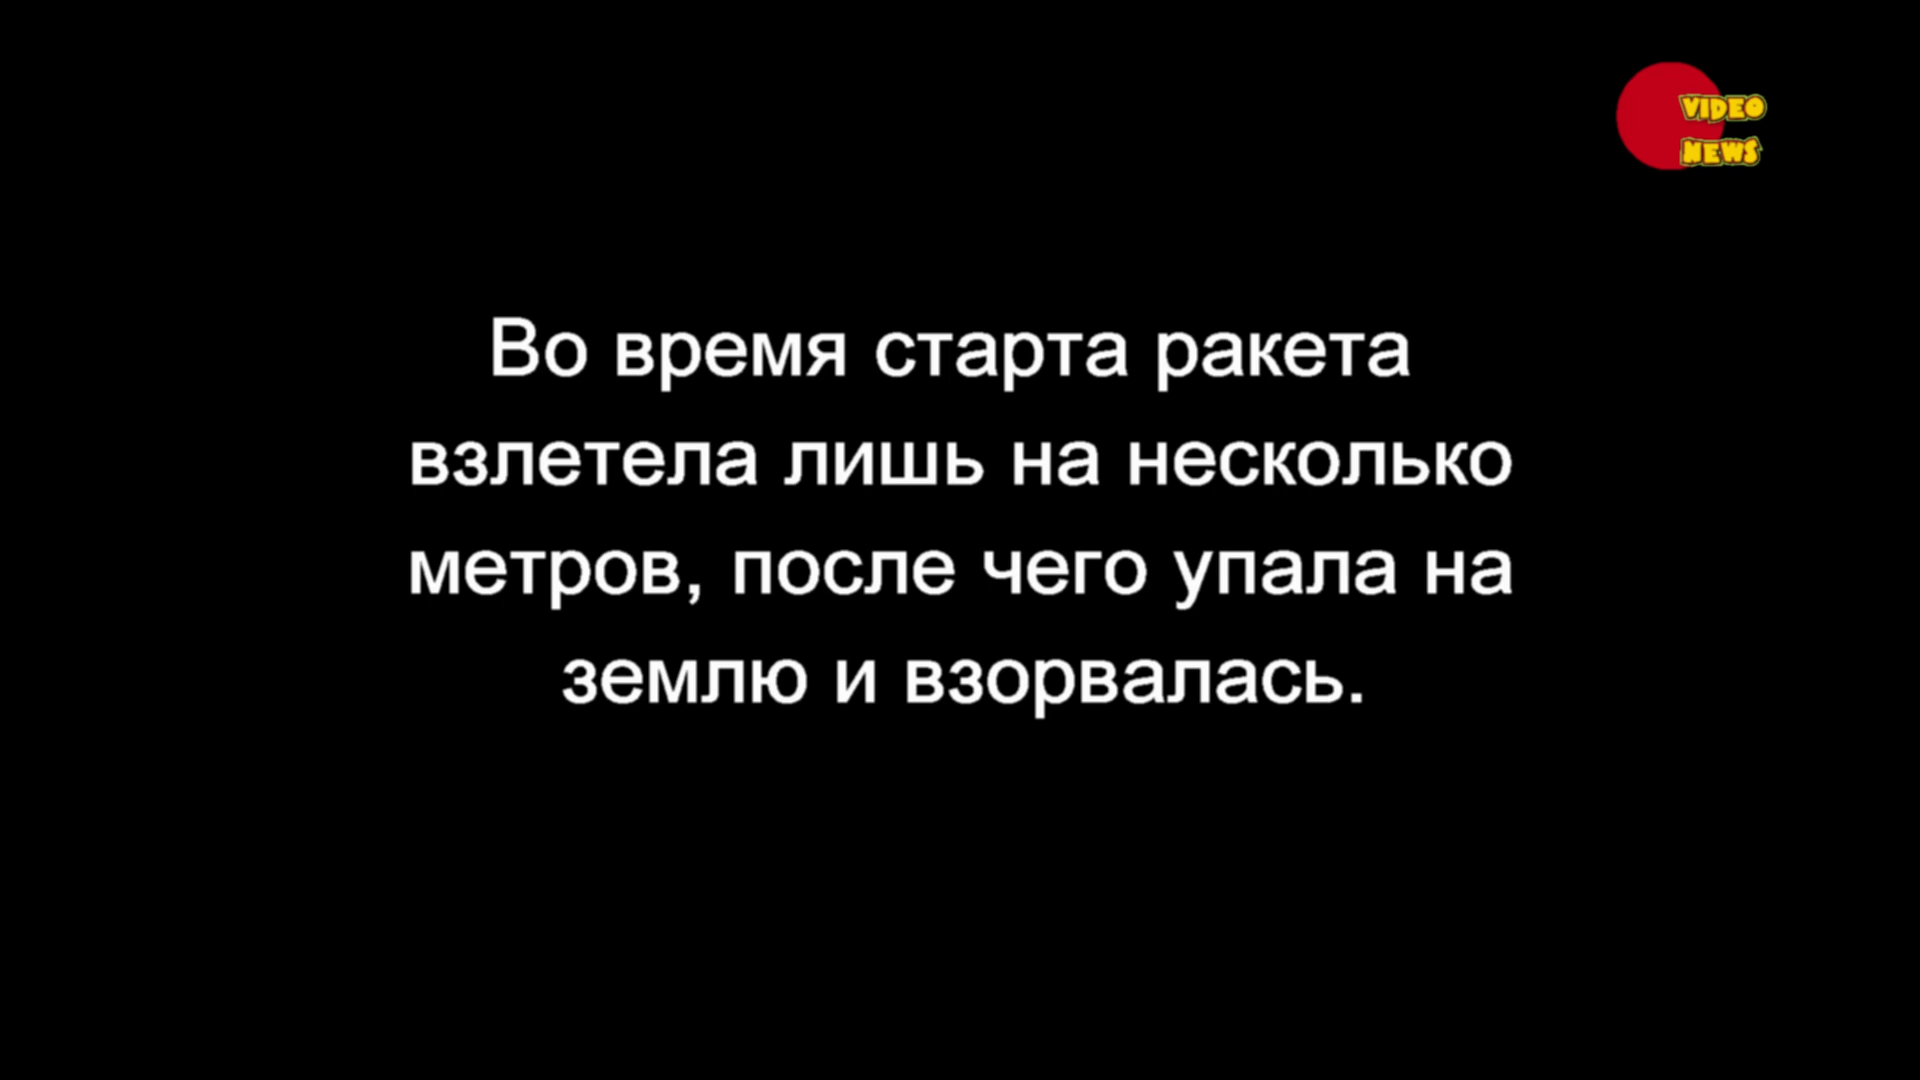 VIDEO
NEWS
Во время старта ракета
взлетела лишь на несколько
метров, после чего упала на
землю и взорвалась.